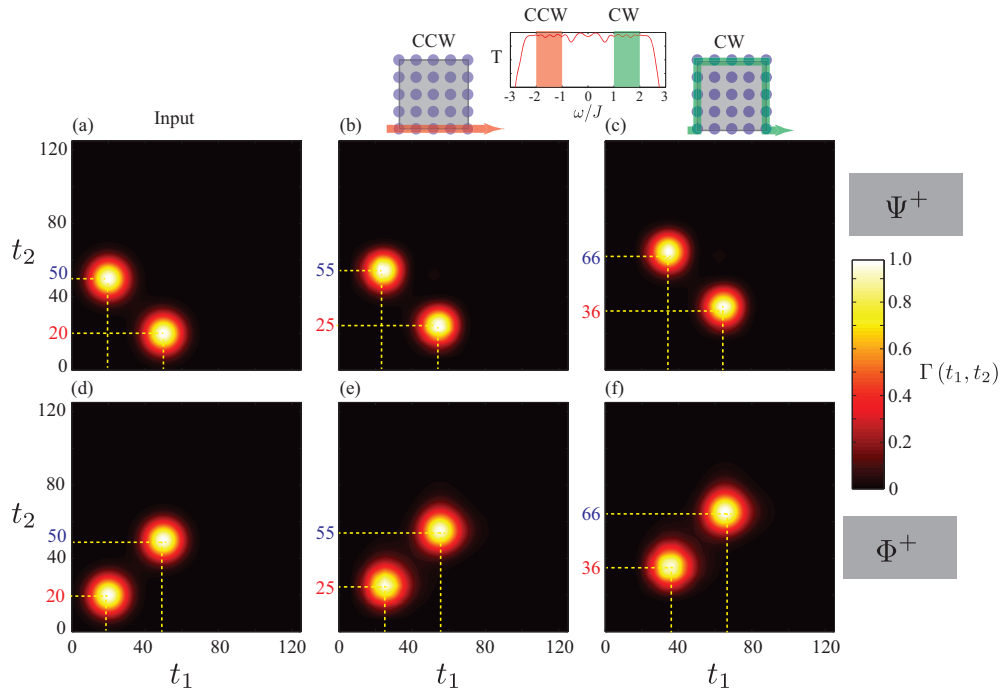 CCW
CW
CCW
T
CW
-3
-2
-1
0
1
2
3
ω/J
(a)
Input
(b)
(c)
120
80
t₂
50
40
20
0
55
25
66
36
Ψ⁺
1.0
0.8
0.6
0.4
0.2
0
Γ (t₁, t₂)
(d)
(e)
(f)
120
80
t₂
50
40
20
0
55
25
66
36
Φ⁺
0
40
80
120
0
40
80
120
0
40
80
120
t₁
t₁
t₁